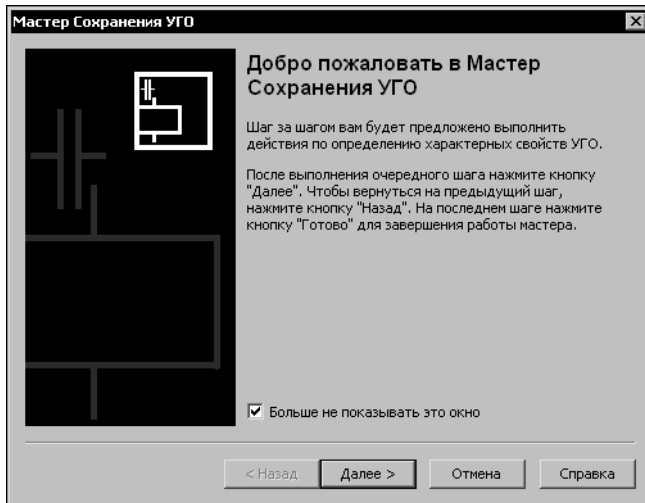 Мастер Сохранения УГО
Добро пожаловать в Мастер
Сохранения УГО
Шаг за шагом вам будет предложено выполнить
действия по определению характерных свойств УГО.
После выполнения очередного шага нажмите кнопку
"Далее". Чтобы вернуться на предыдущий шаг,
нажмите кнопку "Назад". На последнем шаге нажмите
кнопку "Готово" для завершения работы мастера.
Больше не показывать это окно
< Назад
Далее >
Отмена
Справка